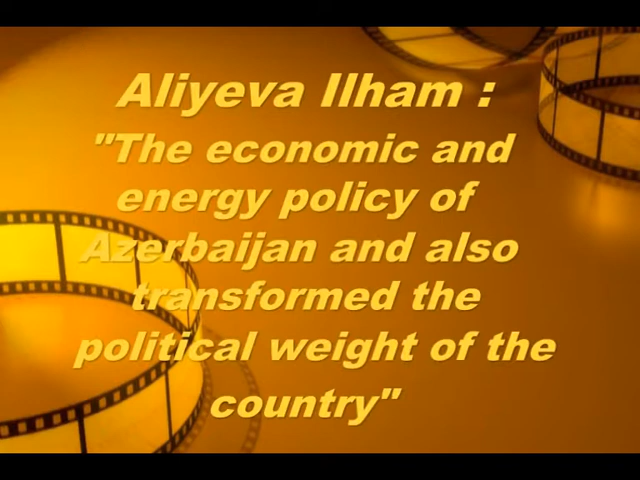 Aliyeva Ilham :
"The economic and
energy policy of
Azerbaijan and also
transformed the
political weight of the
country"